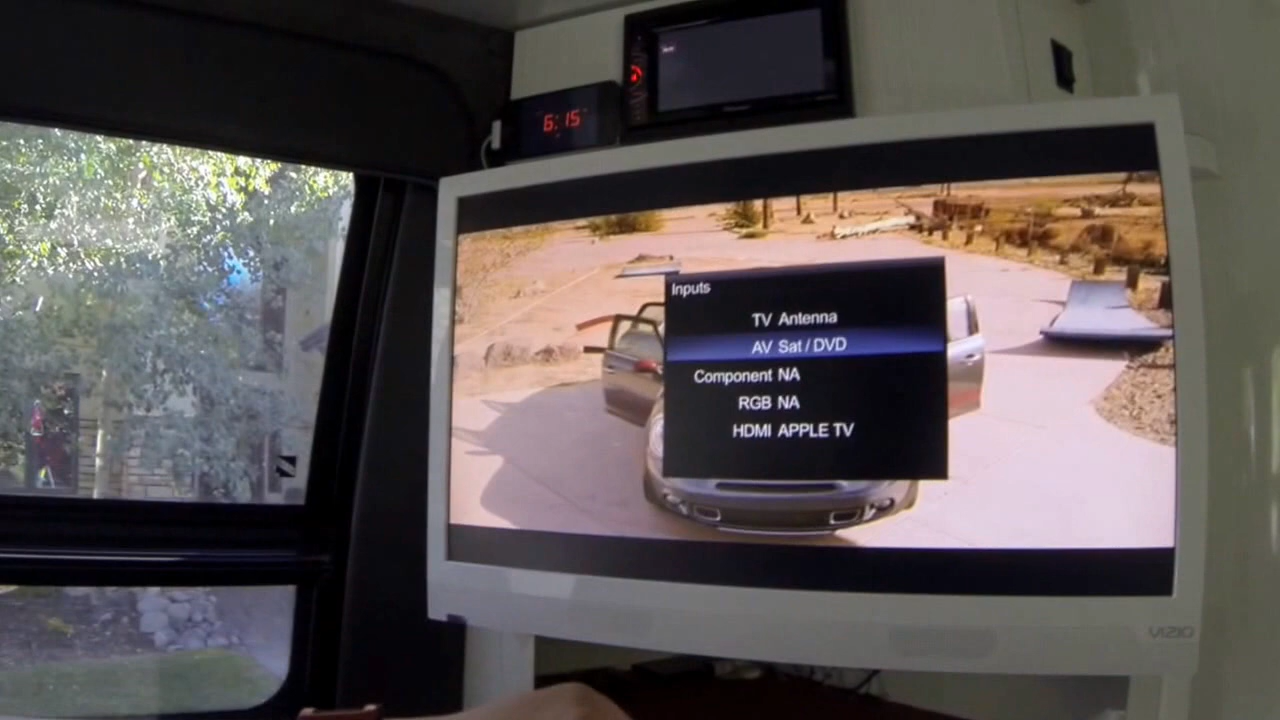 6:15
Inputs
TV Antenna
AV Sat / DVD
Component NA
RGB NA
HDMI APPLE TV
VIZIO